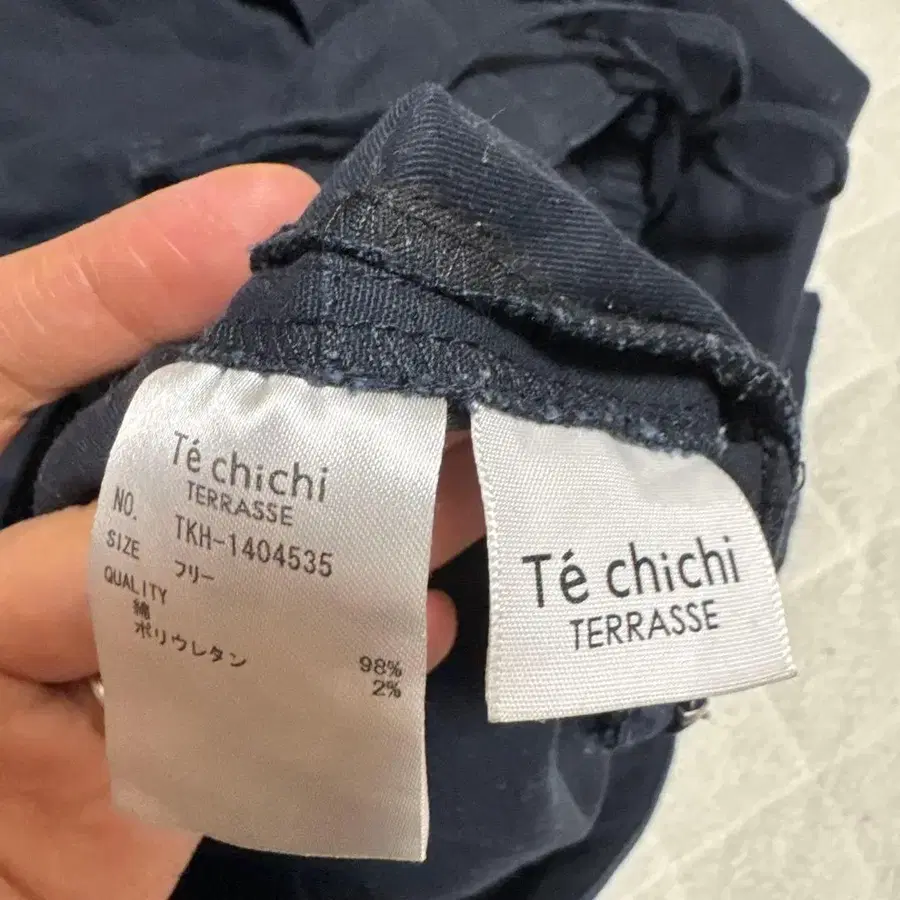 Té chichi
TERRASSE
NO. TKH-1404535
SIZE フリー
QUALITY
綿 98%
ポリウレタン 2%
Té chichi
TERRASSE